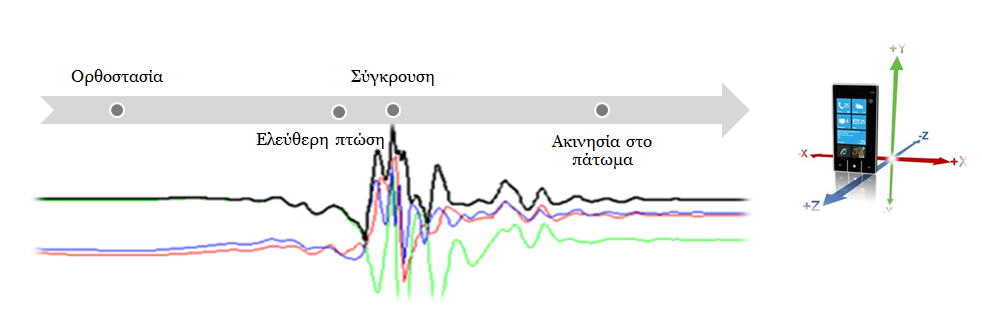 Ορθοστασία
Σύγκρουση
Ελεύθερη πτώση
Ακινησία στο
πάτωμα
+Y
-Z
-X
+X
+Z
-Y